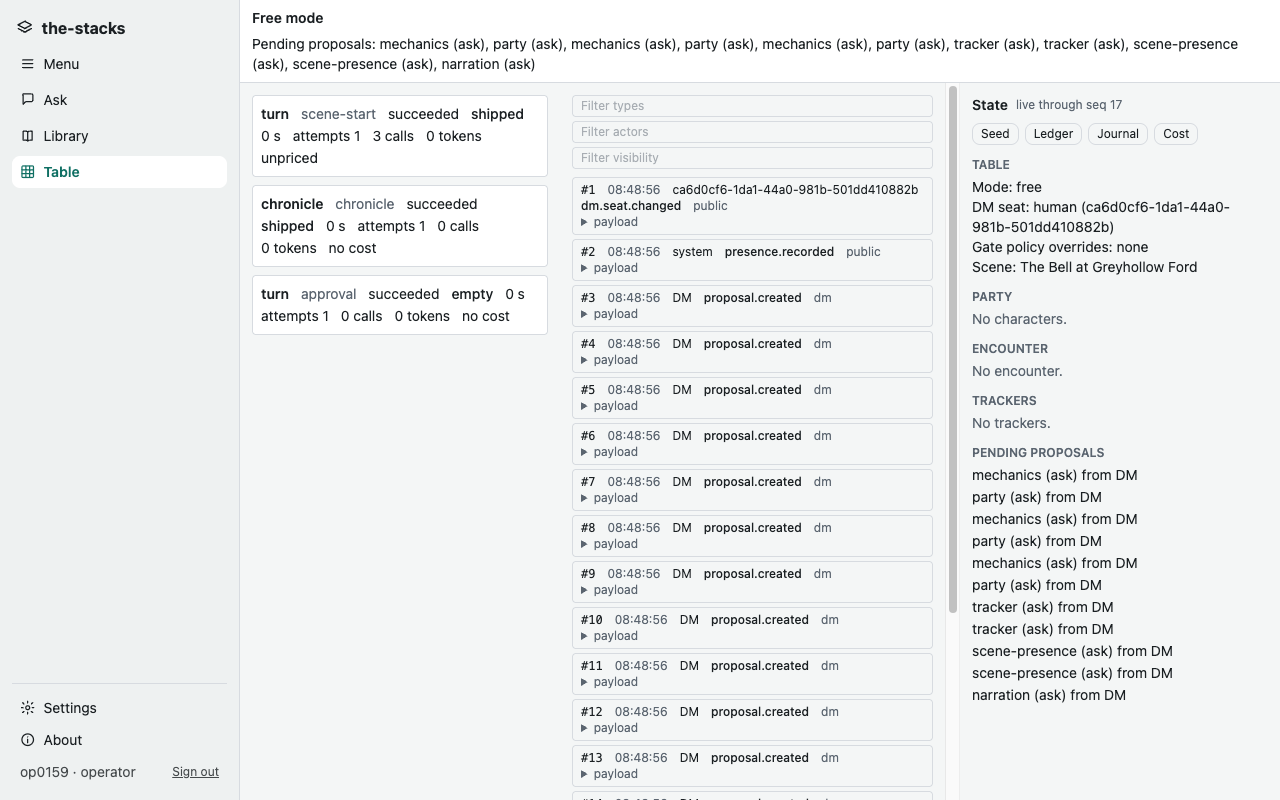 the-stacks
Menu
Ask
Library
Table
Settings
About
op0159 · operator
Sign out
Free mode
Pending proposals: mechanics (ask), party (ask), mechanics (ask), party (ask), mechanics (ask), party (ask), tracker (ask), tracker (ask), scene-presence
(ask), scene-presence (ask), narration (ask)
turn scene-start succeeded shipped
0 s attempts 1 3 calls 0 tokens
unpriced
chronicle chronicle succeeded
shipped 0 s attempts 1 0 calls
0 tokens no cost
turn approval succeeded empty 0 s
attempts 1 0 calls 0 tokens no cost
Filter types
Filter actors
Filter visibility
#1 08:48:56 ca6d0cf6-1da1-44a0-981b-501dd410882b
dm.seat.changed public
payload
#2 08:48:56 system presence.recorded public
payload
#3 08:48:56 DM proposal.created dm
payload
#4 08:48:56 DM proposal.created dm
payload
#5 08:48:56 DM proposal.created dm
payload
#6 08:48:56 DM proposal.created dm
payload
#7 08:48:56 DM proposal.created dm
payload
#8 08:48:56 DM proposal.created dm
payload
#9 08:48:56 DM proposal.created dm
payload
#10 08:48:56 DM proposal.created dm
payload
#11 08:48:56 DM proposal.created dm
payload
#12 08:48:56 DM proposal.created dm
payload
#13 08:48:56 DM proposal.created dm
payload
State live through seq 17
Seed
Ledger
Journal
Cost
TABLE
Mode: free
DM seat: human (ca6d0cf6-1da1-44a0-
981b-501dd410882b)
Gate policy overrides: none
Scene: The Bell at Greyhollow Ford
PARTY
No characters.
ENCOUNTER
No encounter.
TRACKERS
No trackers.
PENDING PROPOSALS
mechanics (ask) from DM
party (ask) from DM
mechanics (ask) from DM
party (ask) from DM
mechanics (ask) from DM
party (ask) from DM
tracker (ask) from DM
tracker (ask) from DM
scene-presence (ask) from DM
scene-presence (ask) from DM
narration (ask) from DM